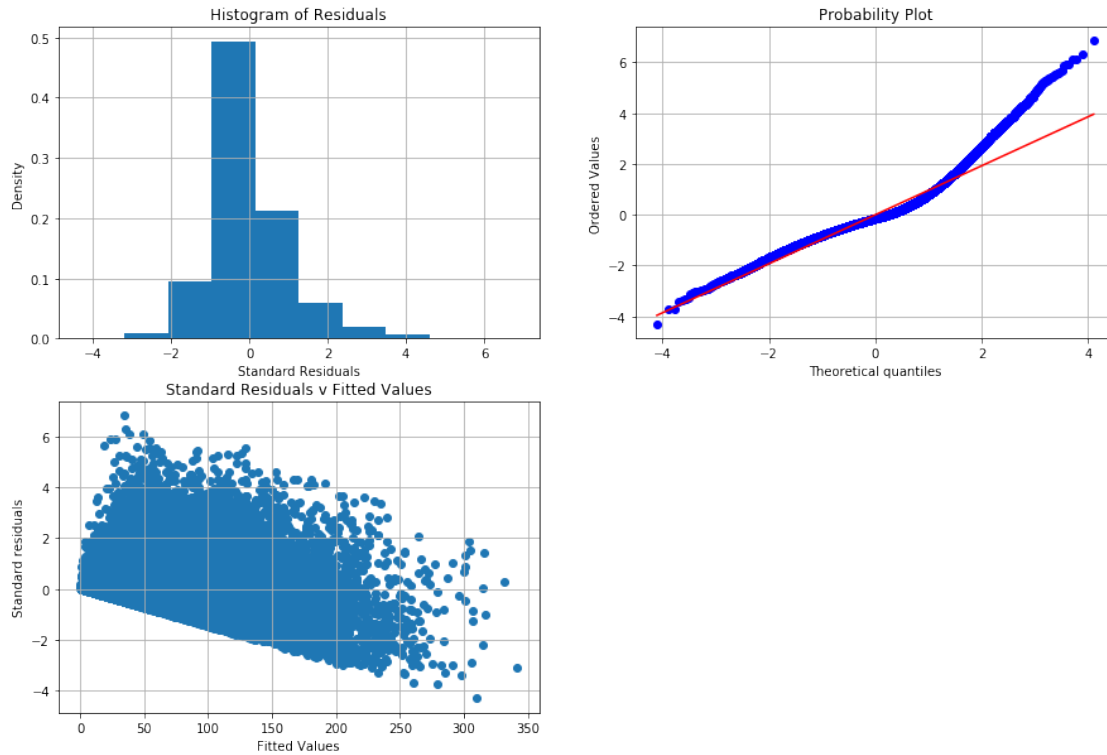 Histogram of Residuals
0.5
0.4
0.3
0.2
0.1
0.0
Density
−4 −2 0 2 4 6
Standard Residuals
Probability Plot
6
4
2
0
−2
−4
Ordered Values
−4 −2 0 2 4
Theoretical quantiles
Standard Residuals v Fitted Values
6
4
2
0
−2
−4
Standard residuals
0 50 100 150 200 250 300 350
Fitted Values